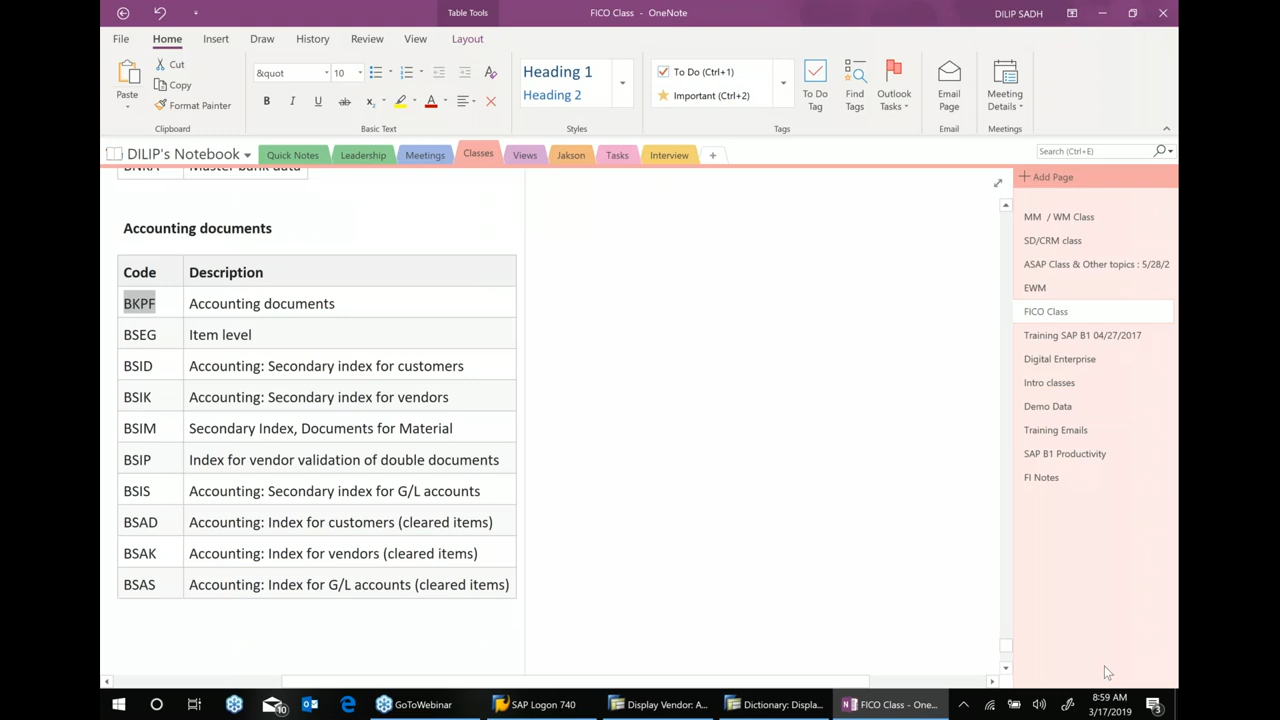 Table Tools
FICO Class - OneNote
DILIP SADH
File
Home
Insert
Draw
History
Review
View
Layout
Paste
Cut
Copy
Format Painter
Clipboard
&quot
10
Basic Text
Heading 1
Heading 2
Styles
To Do (Ctrl+1)
Important (Ctrl+2)
To Do
Tag
Find
Tags
Outlook
Tasks
Tags
Email
Page
Email
Meeting
Details
Meetings
DILIP's Notebook
Quick Notes
Leadership
Meetings
Classes
Views
Jakson
Tasks
Interview
Search (Ctrl+E)
BNKA Master bank data
Accounting documents
Code Description
BKPF Accounting documents
BSEG Item level
BSID Accounting: Secondary index for customers
BSIK Accounting: Secondary index for vendors
BSIM Secondary Index, Documents for Material
BSIP Index for vendor validation of double documents
BSIS Accounting: Secondary index for G/L accounts
BSAD Accounting: Index for customers (cleared items)
BSAK Accounting: Index for vendors (cleared items)
BSAS Accounting: Index for G/L accounts (cleared items)
Add Page
MM / WM Class
SD/CRM class
ASAP Class & Other topics : 5/28/2
EWM
FICO Class
Training SAP B1 04/27/2017
Digital Enterprise
Intro classes
Demo Data
Training Emails
SAP B1 Productivity
FI Notes
10
GoToWebinar
SAP Logon 740
Display Vendor: A...
Dictionary: Displa...
FICO Class - One...
8:59 AM
3/17/2019
3